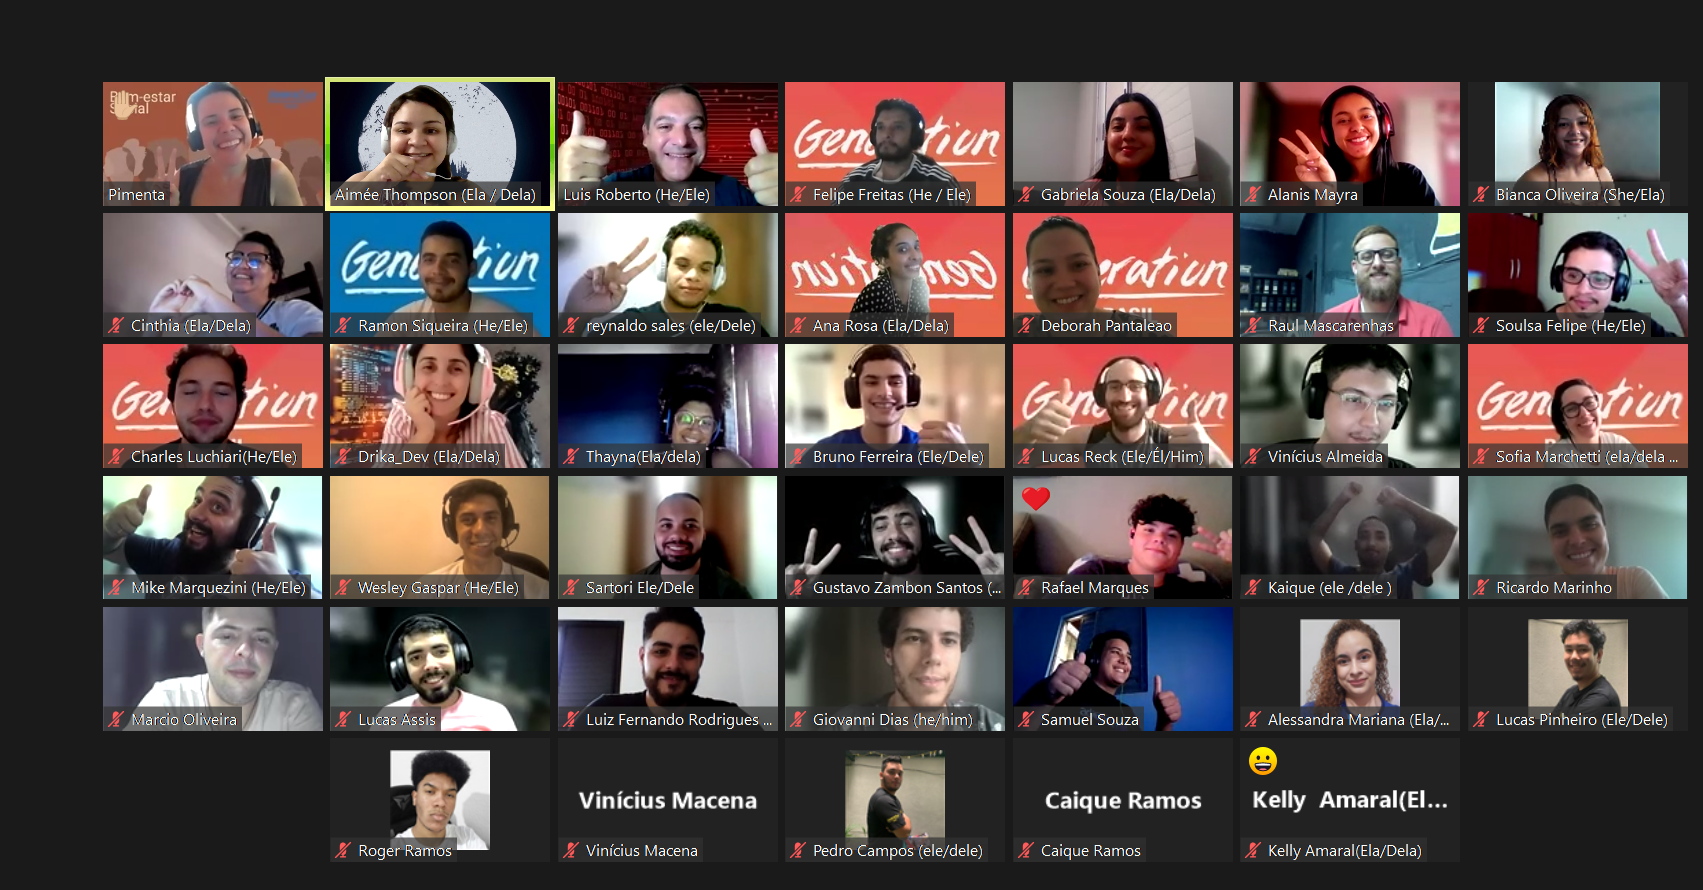 Bem-estar
Social
Pimenta
Aimée Thompson (Ela / Dela)
Luis Roberto (He/Ele)
Generation
Felipe Freitas (He / Ele)
Gabriela Souza (Ela/Dela)
Alanis Mayra
Bianca Oliveira (She/Ela)
Cinthia (Ela/Dela)
Generation
Ramon Siqueira (He/Ele)
reynaldo sales (ele/Dele)
Generation
Ana Rosa (Ela/Dela)
Generation
Deborah Pantaleao
Raul Mascarenhas
Soulsa Felipe (He/Ele)
Generation
Charles Luchiari(He/Ele)
Drika_Dev (Ela/Dela)
Thayna(Ela/dela)
Bruno Ferreira (Ele/Dele)
Generation
Lucas Reck (Ele/Él/Him)
Vinícius Almeida
Generation
Sofia Marchetti (ela/dela ...
Mike Marquezini (He/Ele)
Wesley Gaspar (He/Ele)
Sartori Ele/Dele
Gustavo Zambon Santos (...
Rafael Marques
Kaique (ele /dele )
Ricardo Marinho
Marcio Oliveira
Lucas Assis
Luiz Fernando Rodrigues ...
Giovanni Dias (he/him)
Samuel Souza
Alessandra Mariana (Ela/...
Lucas Pinheiro (Ele/Dele)
Roger Ramos
Vinícius Macena
Vinícius Macena
Pedro Campos (ele/dele)
Caique Ramos
Caique Ramos
Kelly Amaral(El...
Kelly Amaral(Ela/Dela)